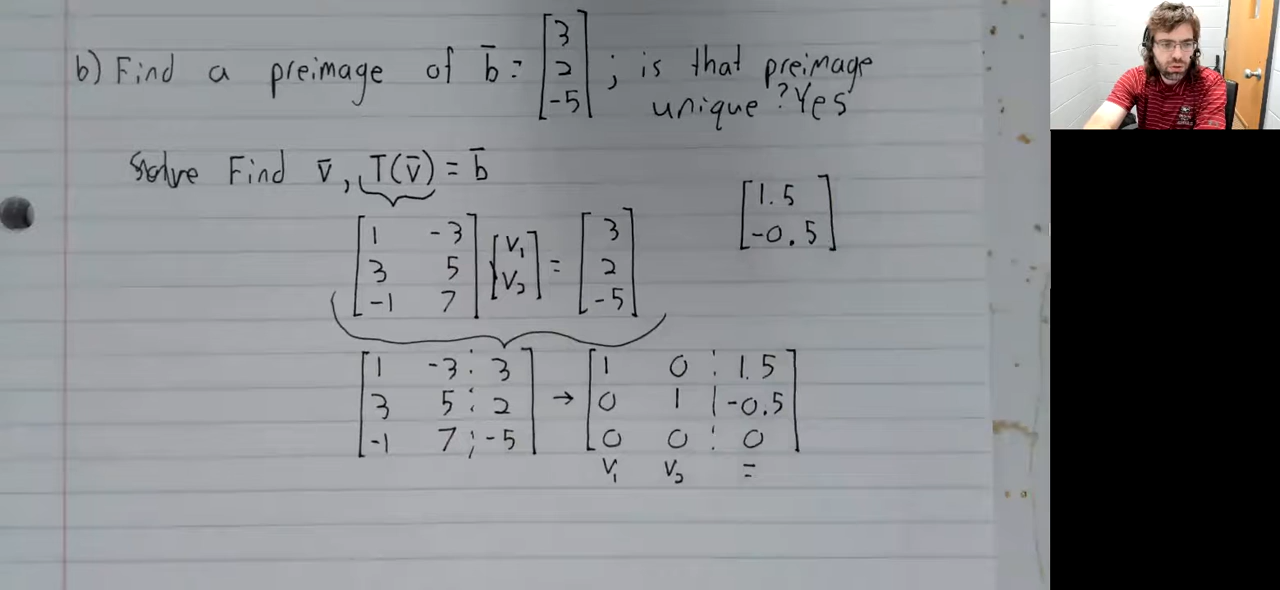 b) Find a preimage of b̄ = [3 2 -5] ; is that preimage
unique ? Yes
Solve Find v̄, T(v̄) = b̄
[1.5
-0.5]
[1 -3
3 5
-1 7] [v₁
v₂] = [3
2
-5]
[1 -3 ⋮ 3
3 5 ⋮ 2
-1 7 ⋮ -5] → [1 0 ⋮ 1.5
0 1 | -0.5
0 0 ⋮ 0]
v₁ v₂ =